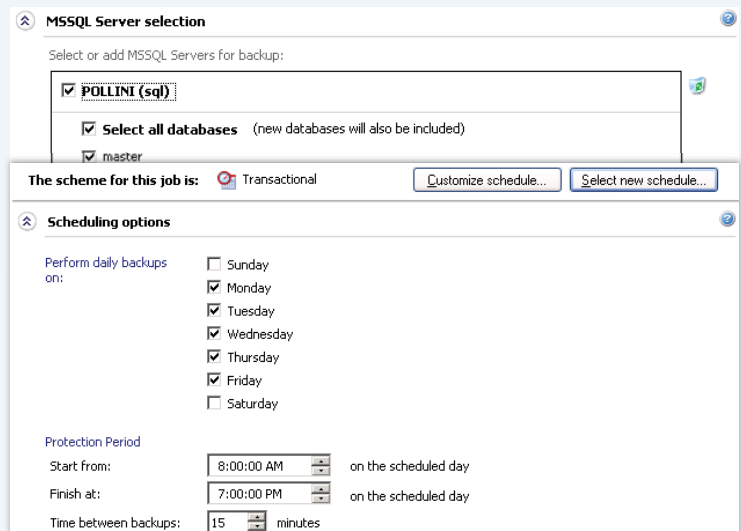 MSSQL Server selection
Select or add MSSQL Servers for backup:
POLLINI (sql)
Select all databases (new databases will also be included)
master
The scheme for this job is: Transactional Customize schedule... Select new schedule...
Scheduling options
Perform daily backups on:
Sunday
Monday
Tuesday
Wednesday
Thursday
Friday
Saturday
Protection Period
Start from: 8:00:00 AM on the scheduled day
Finish at: 7:00:00 PM on the scheduled day
Time between backups: 15 minutes